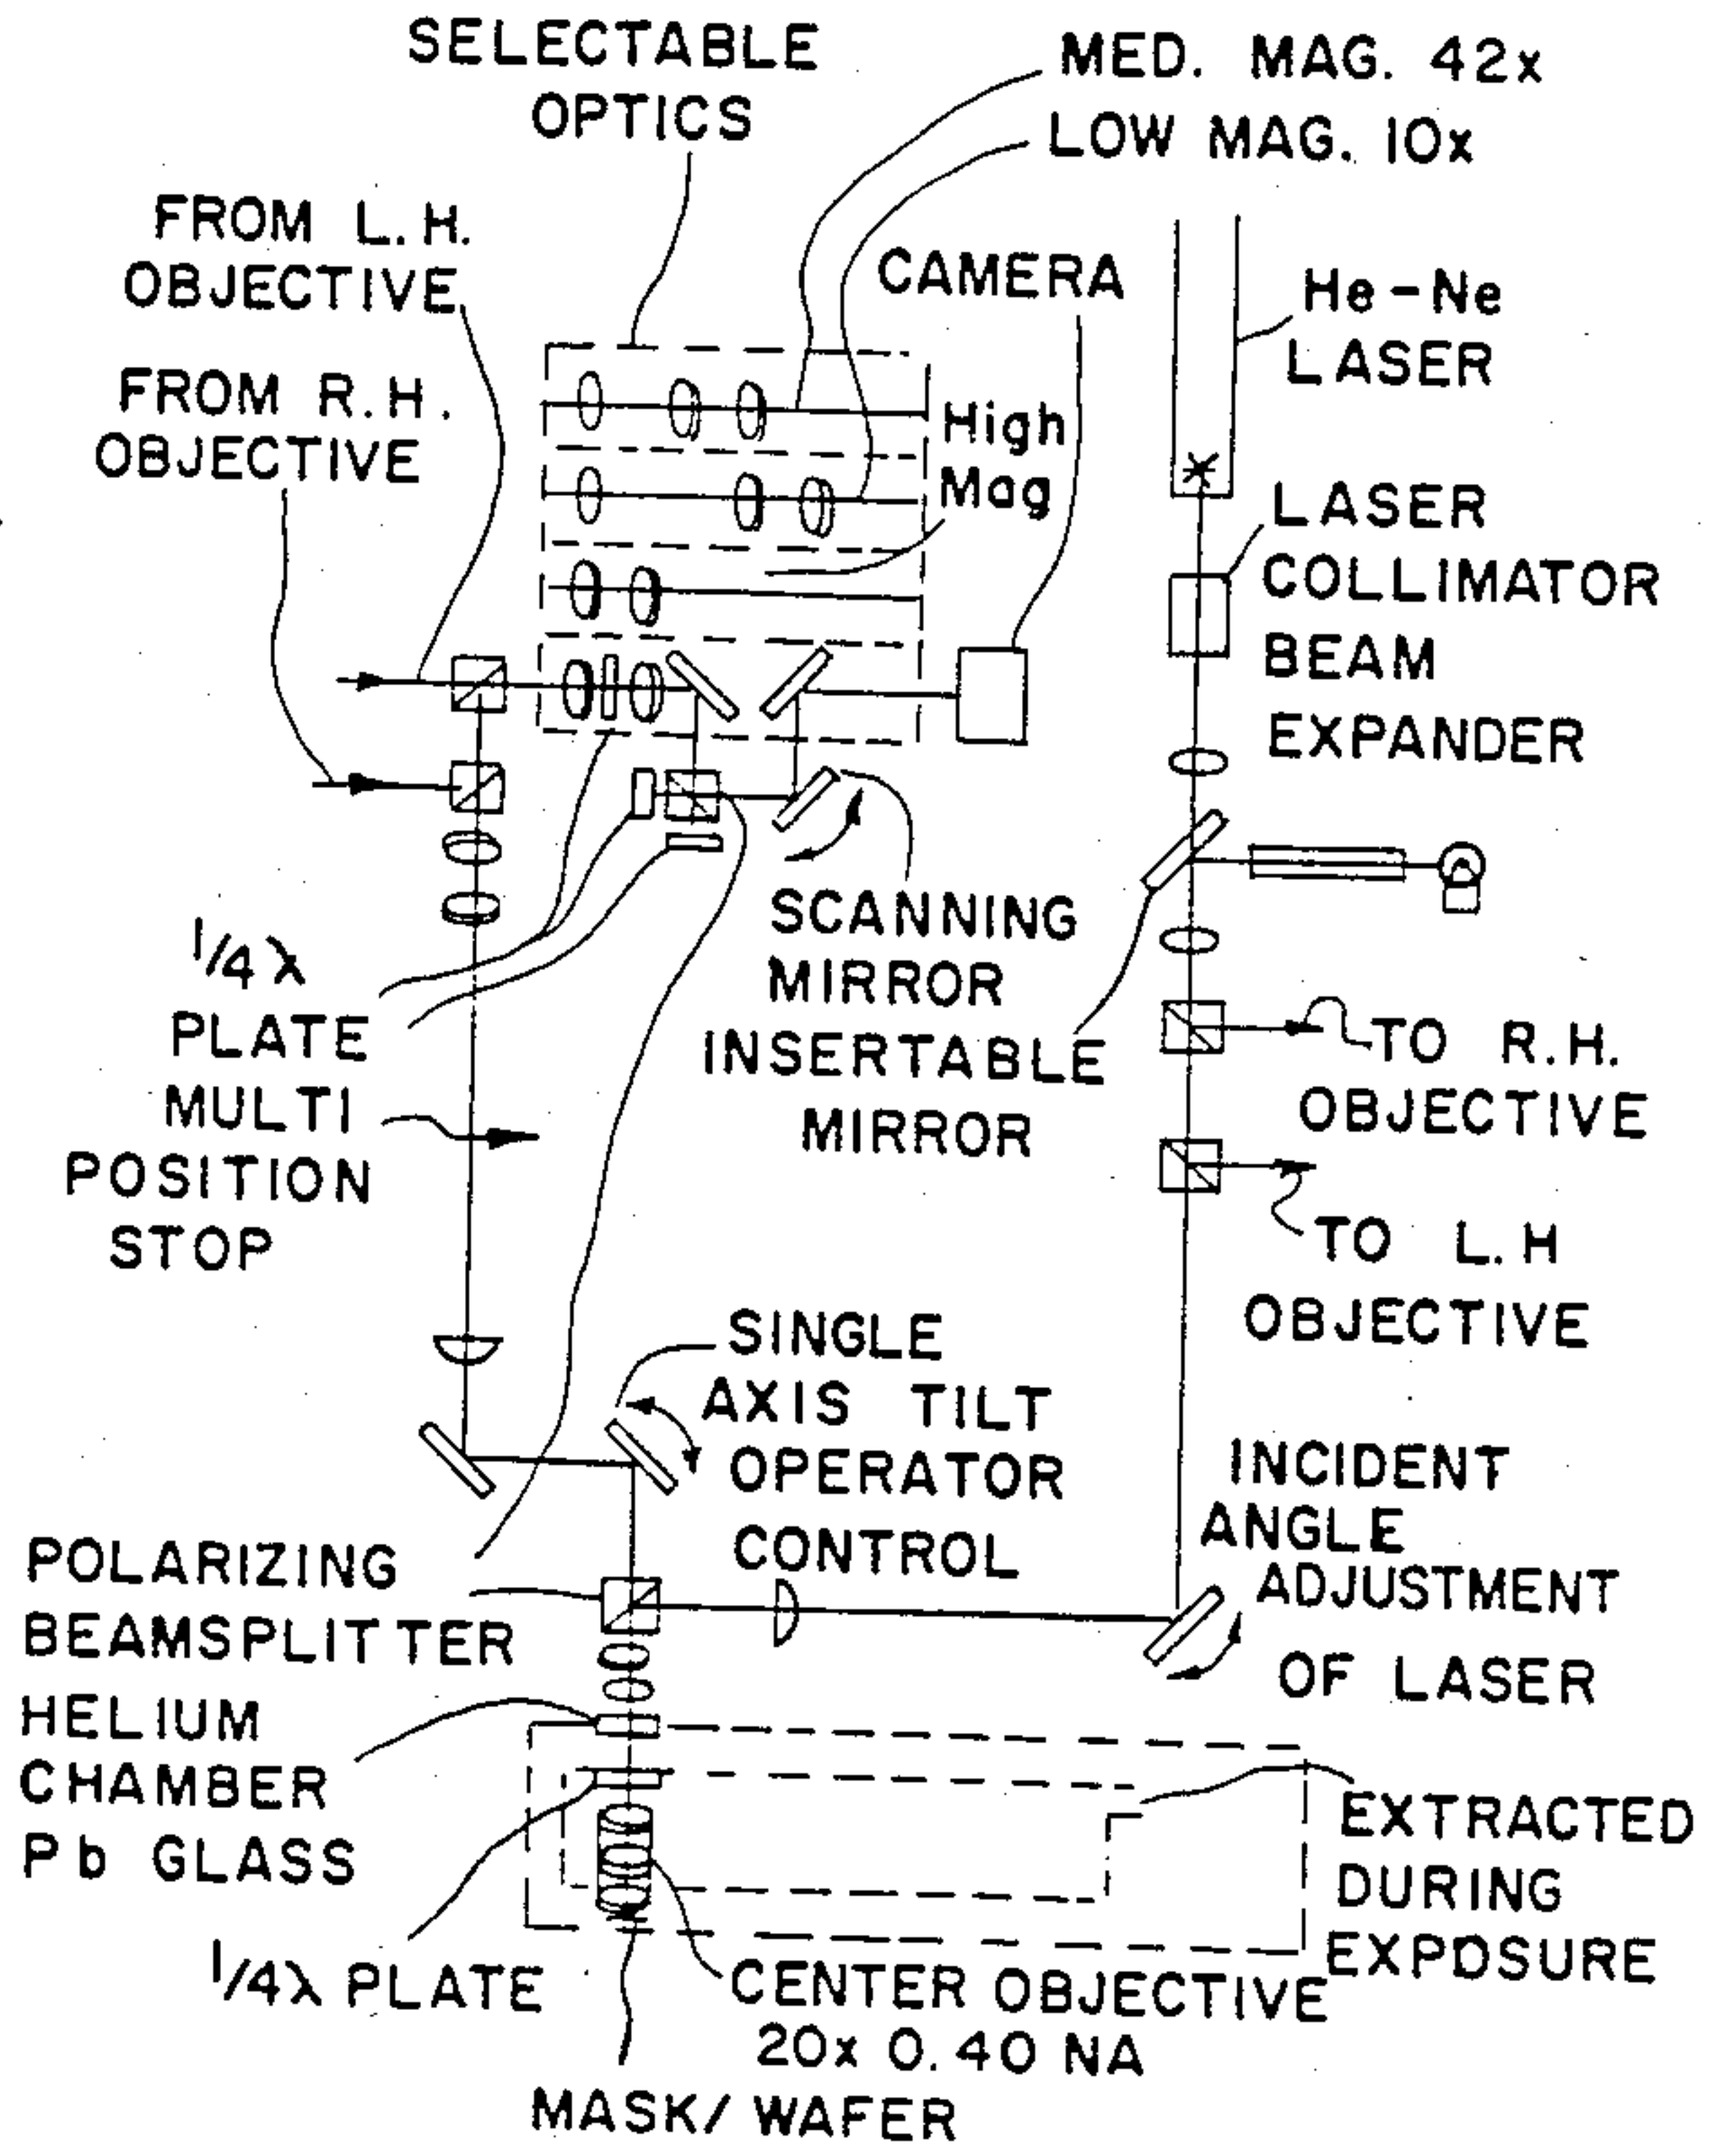 SELECTABLE
OPTICS
MED. MAG. 42x
LOW MAG. 10x
FROM L.H.
OBJECTIVE
CAMERA
He-Ne
LASER
FROM R.H.
OBJECTIVE
High
Mag
LASER
COLLIMATOR
BEAM
EXPANDER
1/4 λ
PLATE
SCANNING
MIRROR
INSERTABLE
MIRROR
TO R.H.
OBJECTIVE
MULTI
POSITION
STOP
TO L.H
OBJECTIVE
SINGLE
AXIS TILT
OPERATOR
CONTROL
INCIDENT
ANGLE
ADJUSTMENT
OF LASER
POLARIZING
BEAMSPLITTER
HELIUM
CHAMBER
Pb GLASS
EXTRACTED
DURING
EXPOSURE
1/4λ PLATE
CENTER OBJECTIVE
20x 0.40 NA
MASK/ WAFER